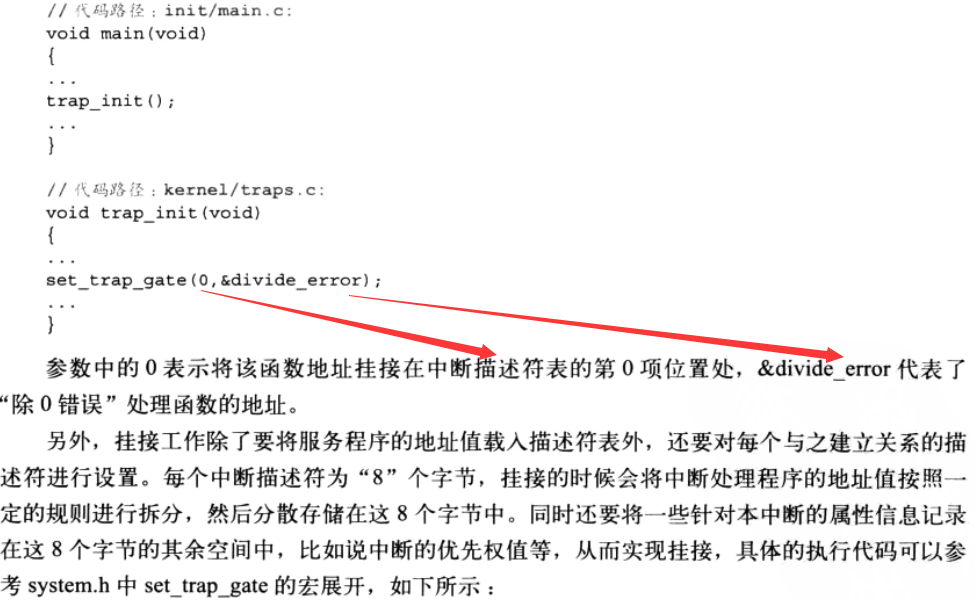 // 代码路径：init/main.c:
void main(void)
{
...
trap_init();
...
}
// 代码路径：kernel/traps.c:
void trap_init(void)
{
...
set_trap_gate(0,&divide_error);
...
}
参数中的 0 表示将该函数地址挂接在中断描述符表的第 0 项位置处，&divide_error 代表了
“除 0 错误”处理函数的地址。
另外，挂接工作除了要将服务程序的地址值载入描述符表外，还要对每个与之建立关系的描
述符进行设置。每个中断描述符为“8”个字节，挂接的时候会将中断处理程序的地址值按照一
定的规则进行拆分，然后分散存储在这 8 个字节中。同时还要将一些针对本中断的属性信息记录
在这 8 个字节的其余空间中，比如说中断的优先权值等，从而实现挂接，具体的执行代码可以参
考 system.h 中 set_trap_gate 的宏展开，如下所示：